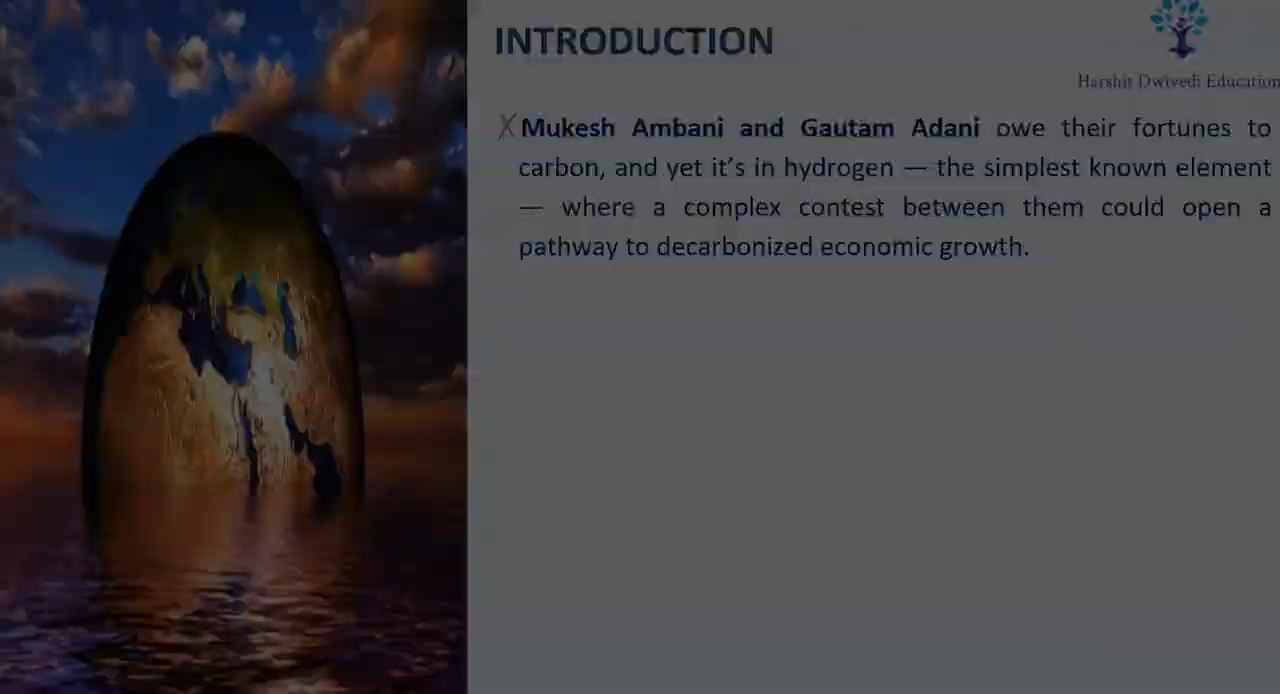 INTRODUCTION
Harshit Dwivedi Education
Mukesh Ambani and Gautam Adani owe their fortunes to
carbon, and yet it’s in hydrogen — the simplest known element
— where a complex contest between them could open a
pathway to decarbonized economic growth.